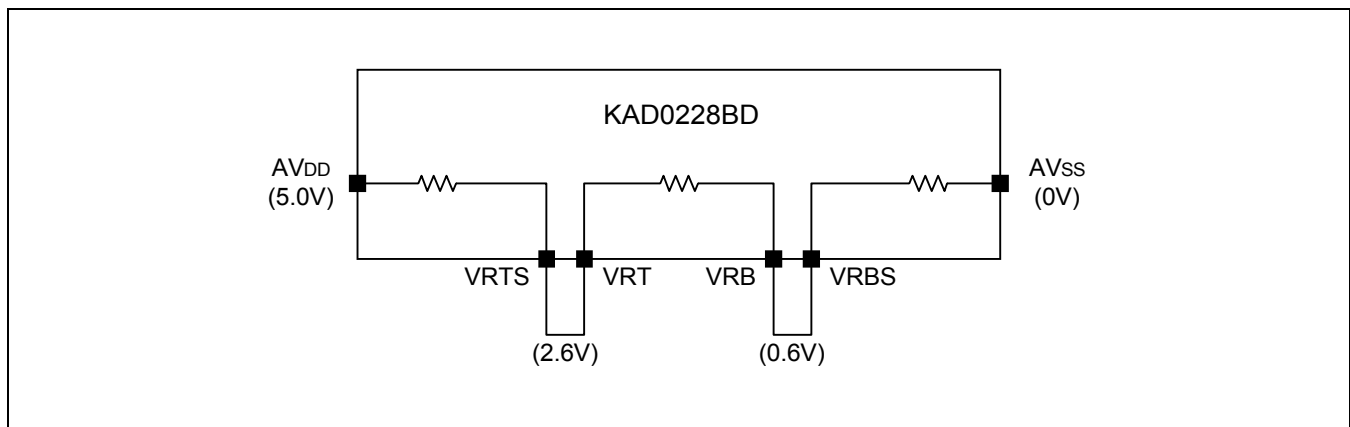 KAD0228BD
AVDD
(5.0V)
AVSS
(0V)
VRTS
VRT
VRB
VRBS
(2.6V)
(0.6V)